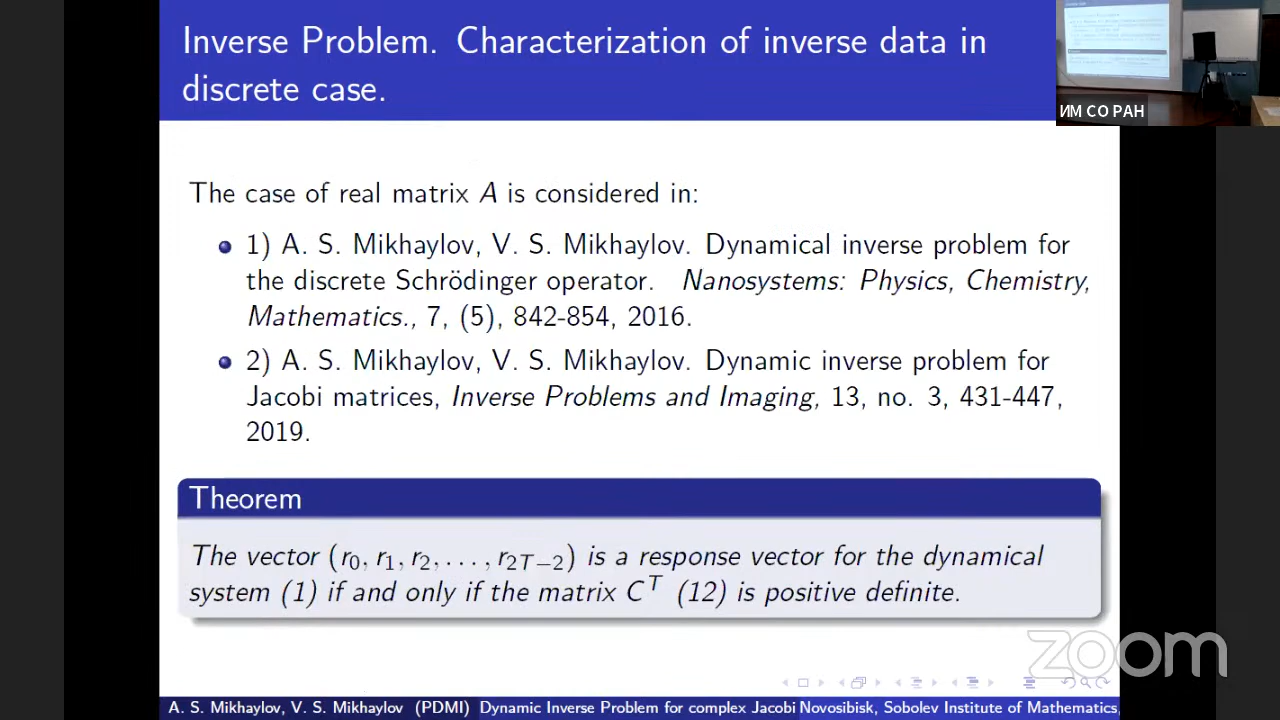 Inverse Problem. Characterization of inverse data in
discrete case.
ИМ СО РАН
The case of real matrix A is considered in:
1) A. S. Mikhaylov, V. S. Mikhaylov. Dynamical inverse problem for
the discrete Schrödinger operator. Nanosystems: Physics, Chemistry,
Mathematics., 7, (5), 842-854, 2016.
2) A. S. Mikhaylov, V. S. Mikhaylov. Dynamic inverse problem for
Jacobi matrices, Inverse Problems and Imaging, 13, no. 3, 431-447,
2019.
Theorem
The vector (r₀, r₁, r₂, . . . , r₂T−₂) is a response vector for the dynamical
system (1) if and only if the matrix Cᵀ (12) is positive definite.
zoom
A. S. Mikhaylov, V. S. Mikhaylov (PDMI) Dynamic Inverse Problem for complex Jacobi Novosibisk, Sobolev Institute of Mathematics,